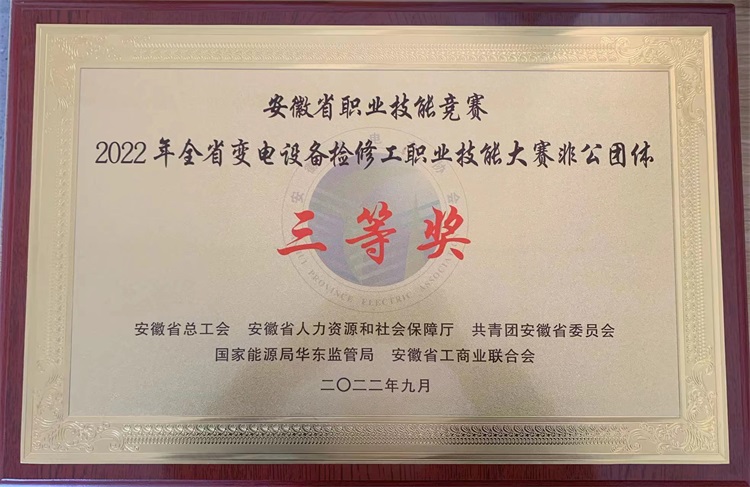 安徽省职业技能竞赛
2022年全省变电设备检修工职业技能大赛非公团体
三等奖
安徽省总工会 安徽省人力资源和社会保障厅 共青团安徽省委员会
国家能源局华东监管局 安徽省工商业联合会
二〇二二年九月